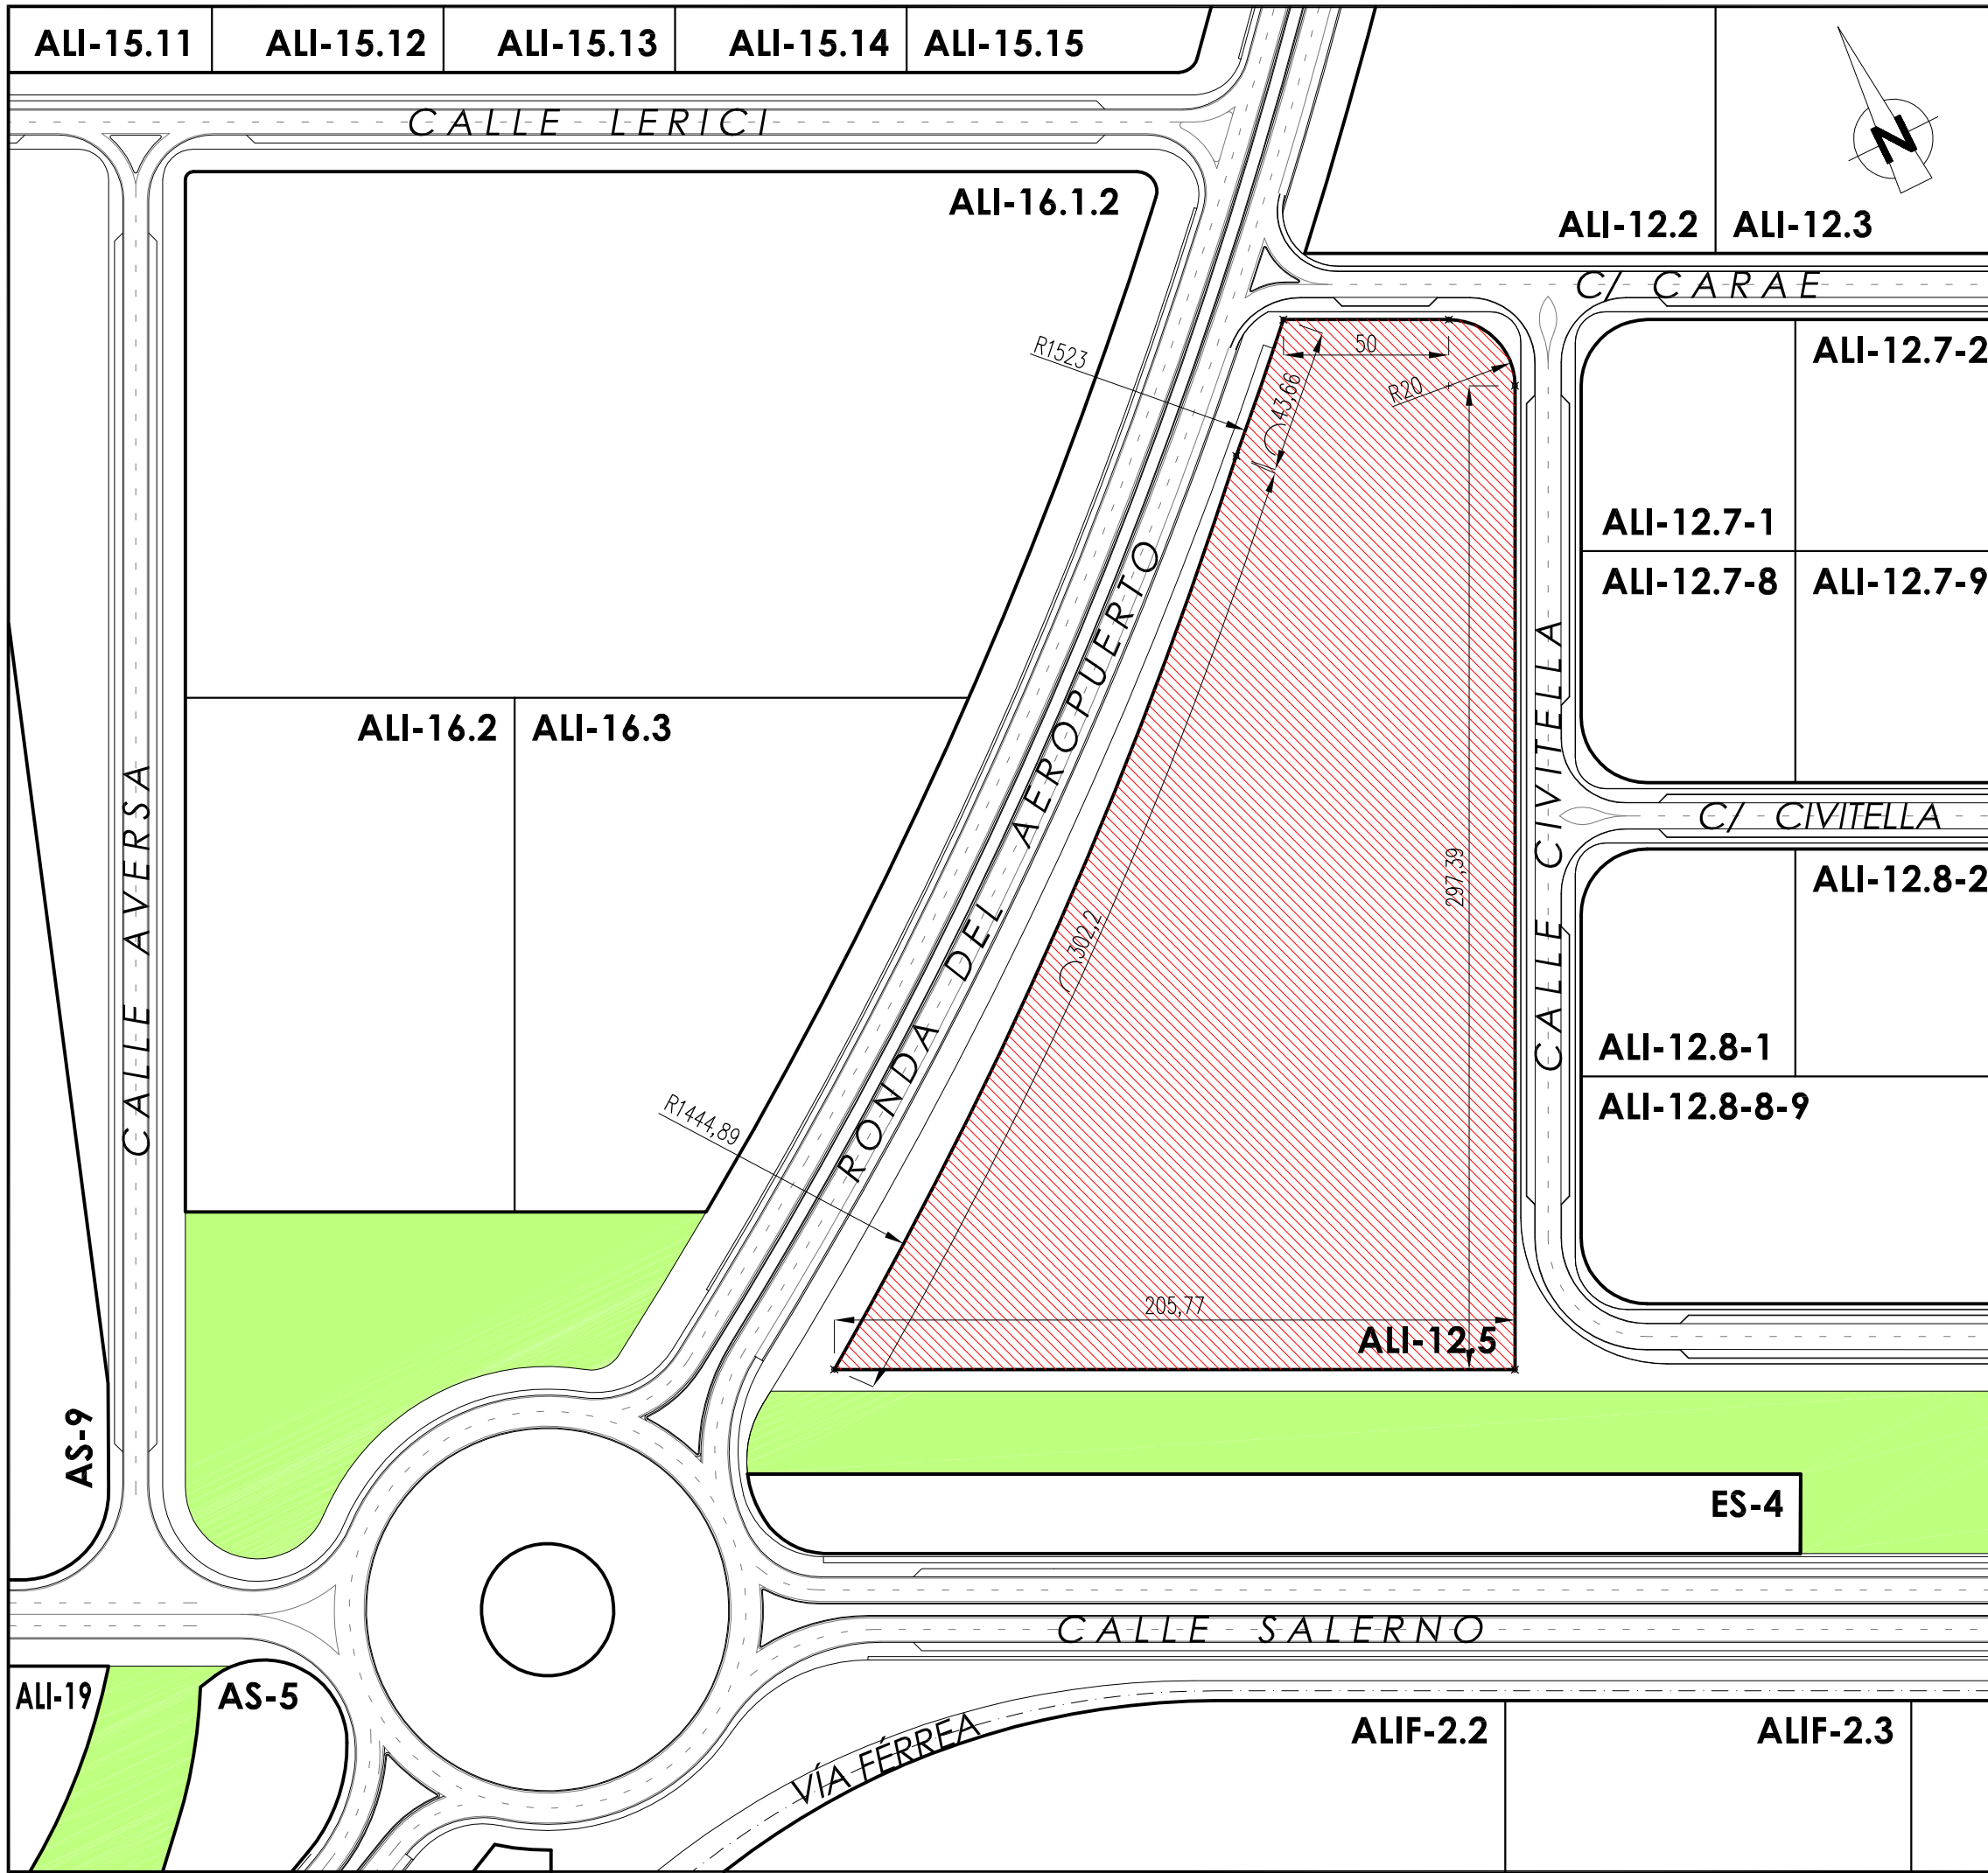 ALI-15.11 ALI-15.12 ALI-15.13 ALI-15.14 ALI-15.15
CALLE LERICI
N
ALI-16.1.2
ALI-12.2 ALI-12.3
C/ CARAE
R1523
50
43,66
R20
ALI-12.7-2
ALI-12.7-1
ALI-12.7-8 ALI-12.7-9
RONDA DEL AEROPUERTO
CALLE CIVITELLA
ALI-16.2 ALI-16.3
CALLE AVERSA
C/ CIVITELLA
297,39
302,2
ALI-12.8-2
ALI-12.8-1
ALI-12.8-8-9
R1444,89
205,77
ALI-12.5
AS-9
ES-4
CALLE SALERNO
ALI-19
AS-5
VÍA FÉRREA
ALIF-2.2 ALIF-2.3